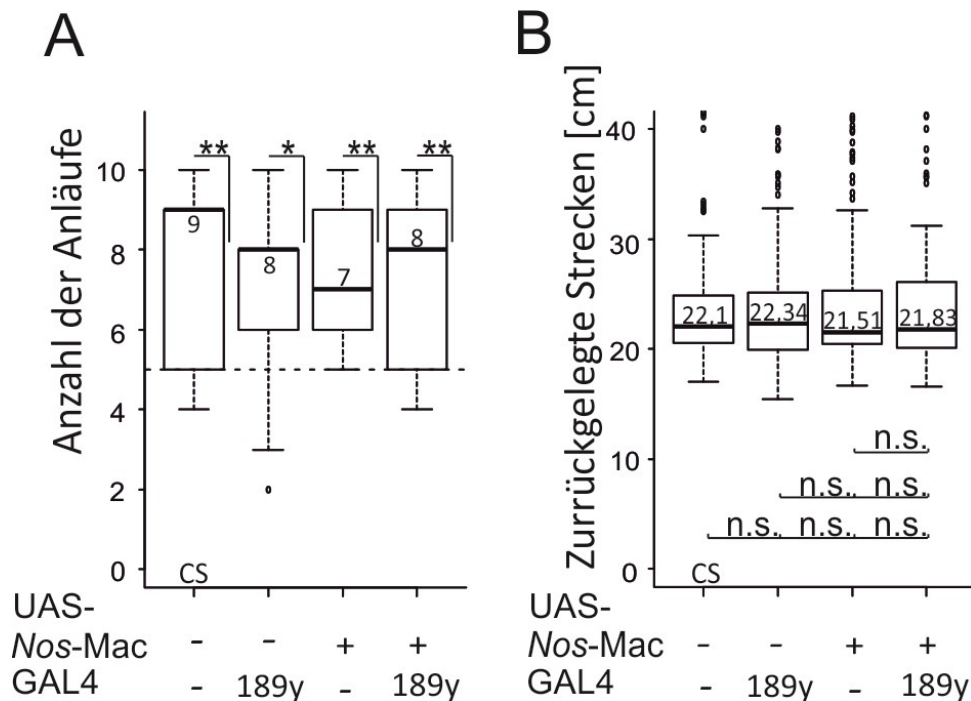 A
Anzahl der Anläufe
10
8
6
4
2
0
** * ** **
9
8
7
8
CS
UAS-
Nos-Mac - - + +
GAL4 - 189y - 189y
B
Zurrückgelegte Strecken [cm]
40
30
20
10
0
22,1 22,34 21,51 21,83
n.s.
n.s. n.s.
n.s. n.s. n.s.
CS
UAS-
Nos-Mac - - + +
GAL4 - 189y - 189y